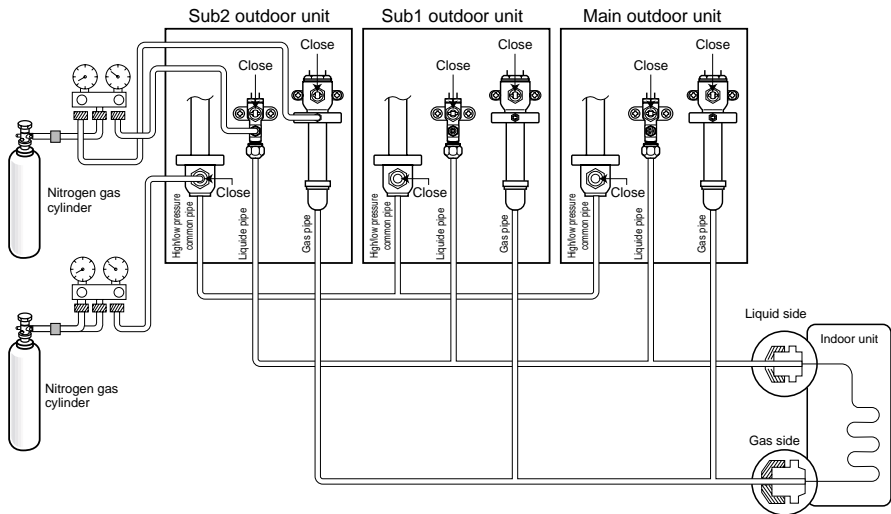 Sub2 outdoor unit
Sub1 outdoor unit
Main outdoor unit
Close
Close
Close
Close
Close
Close
Close
Close
Close
Nitrogen gas
cylinder
High/low pressure
common pipe
Liquide pipe
Gas pipe
High/low pressure
common pipe
Liquide pipe
Gas pipe
High/low pressure
common pipe
Liquide pipe
Gas pipe
Nitrogen gas
cylinder
Liquid side
Indoor unit
Gas side